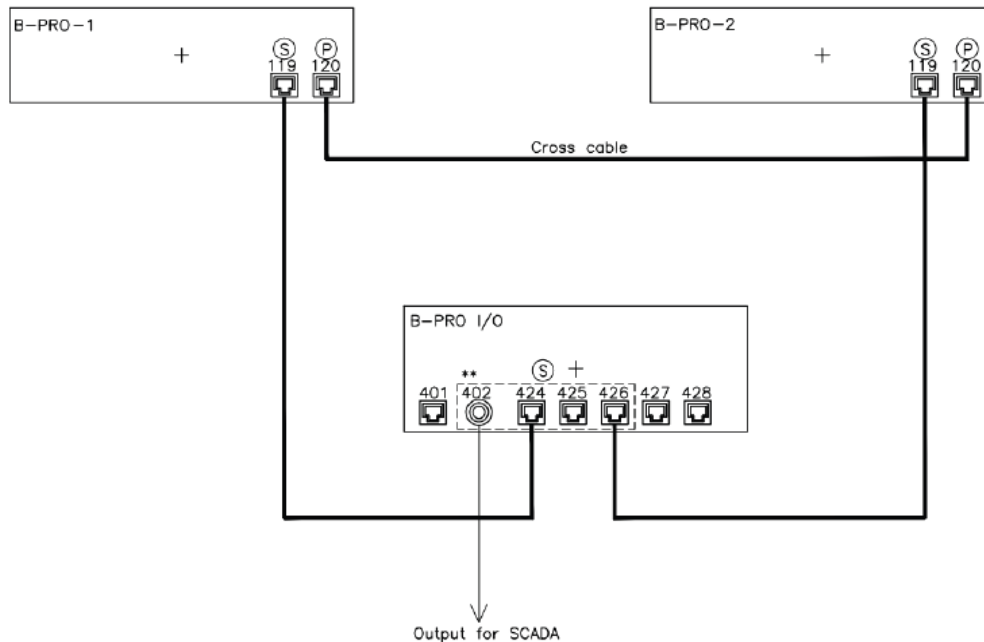 B-PRO-1
S P
119 120
B-PRO-2
S P
119 120
Cross cable
B-PRO I/O
** S
401 402 424 425 426 427 428
Output for SCADA